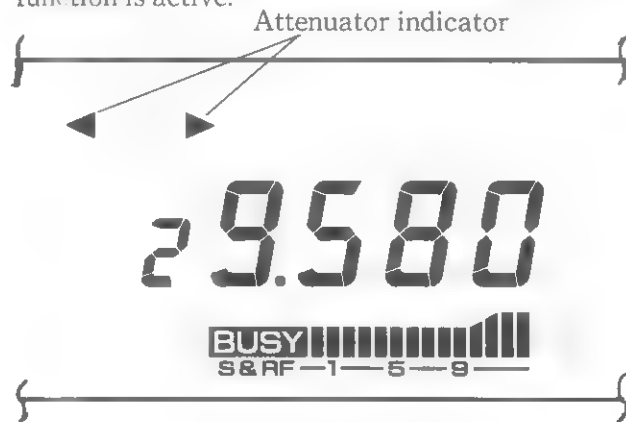 function is active.
Attenuator indicator
29.580
BUSY
S&RF-1-5-9